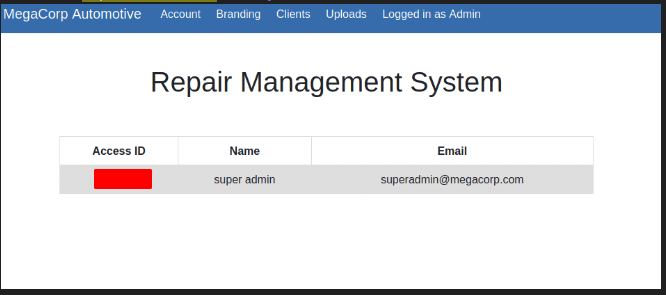 MegaCorp Automotive Account Branding Clients Uploads Logged in as Admin
Repair Management System
Access ID Name Email
super admin superadmin@megacorp.com